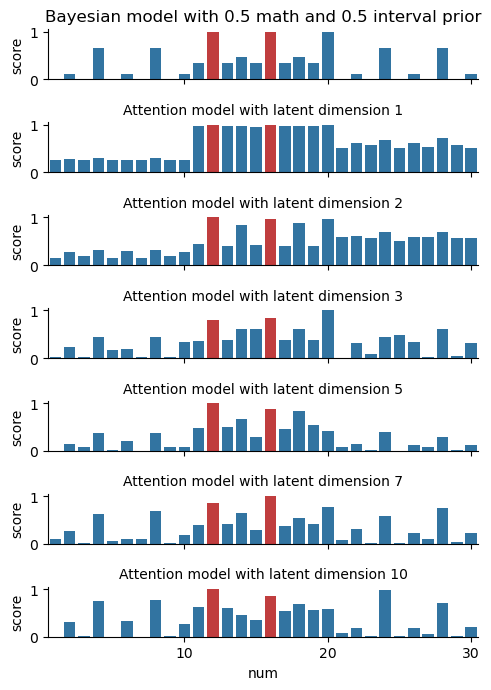 Bayesian model with 0.5 math and 0.5 interval prior
1
score
0
Attention model with latent dimension 1
1
score
0
Attention model with latent dimension 2
1
score
0
Attention model with latent dimension 3
1
score
0
Attention model with latent dimension 5
1
score
0
Attention model with latent dimension 7
1
score
0
Attention model with latent dimension 10
1
score
0
10 20 30
num